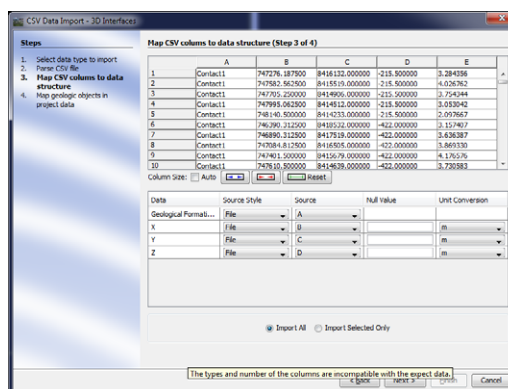 CSV Data Import - 3D Interfaces
Steps
1. Select data type to import
2. Parse CSV file
3. Map CSV colums to data structure
4. Map geologic objects in project data
Map CSV colums to data structure (Step 3 of 4)
A B C D E
1 Contact1 747276.187500 8416132.000000 -215.500000 3.284356
2 Contact1 747582.562500 8415519.000000 -215.500000 4.026762
3 Contact1 747705.250000 8414906.000000 -215.500000 3.754344
4 Contact1 747995.062500 8414512.000000 -215.500000 3.053042
5 Contact1 748140.500000 8414233.000000 -215.500000 2.097667
6 Contact1 746390.312500 8418532.000000 -422.000000 3.157407
7 Contact1 746890.312500 8417519.000000 -422.000000 3.636387
8 Contact1 747084.812500 8416505.000000 -422.000000 3.869330
9 Contact1 747401.500000 8415679.000000 -422.000000 4.176576
10 Contact1 747610.500000 8414639.000000 -422.000000 3.730583
Column Size: Auto Reset
Data Source Style Source Null Value Unit Conversion
Geological Formati... File A
X File B m
Y File C m
Z File D m
Import All Import Selected Only
The types and number of the columns are incompatible with the expect data.
< Back Next > Finish Cancel